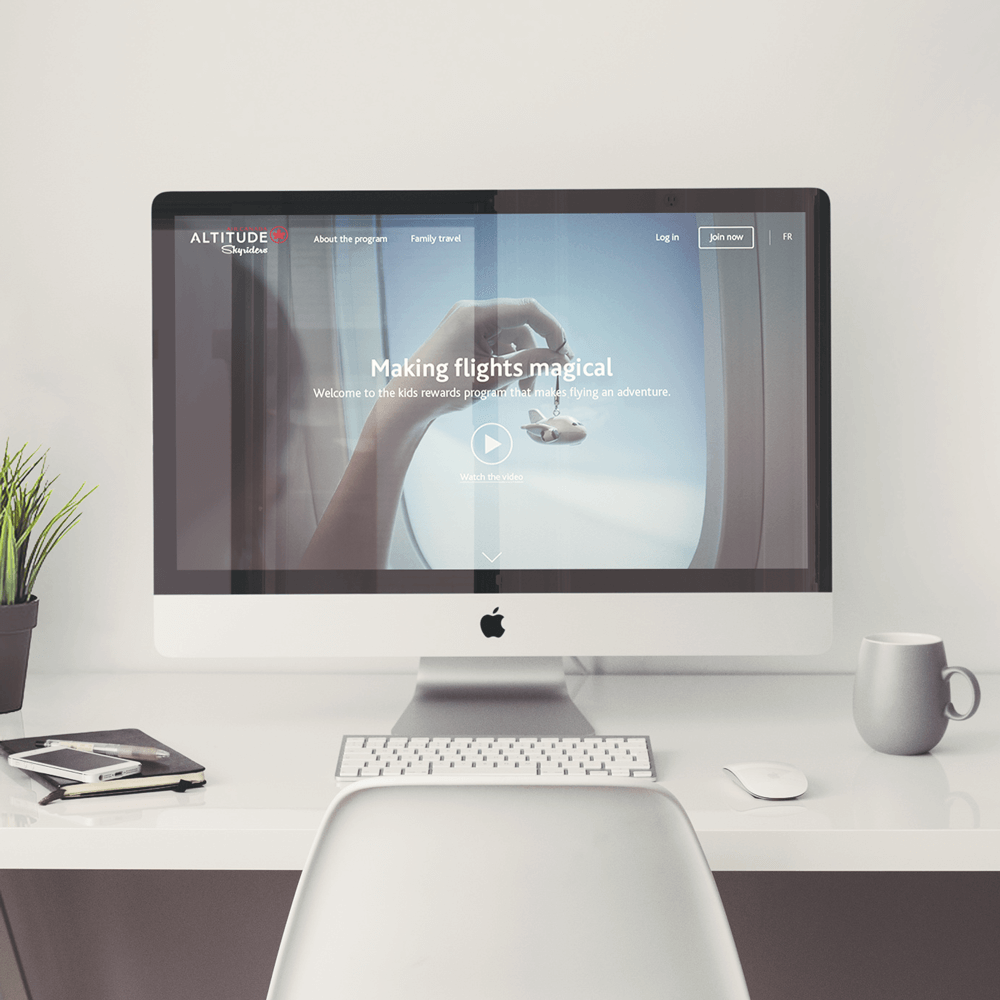 ALTITUDE
Skyriders
About the program
Family travel
Log in
Join now
FR
Making flights magical
Welcome to the kids rewards program that makes flying an adventure.
Watch the video